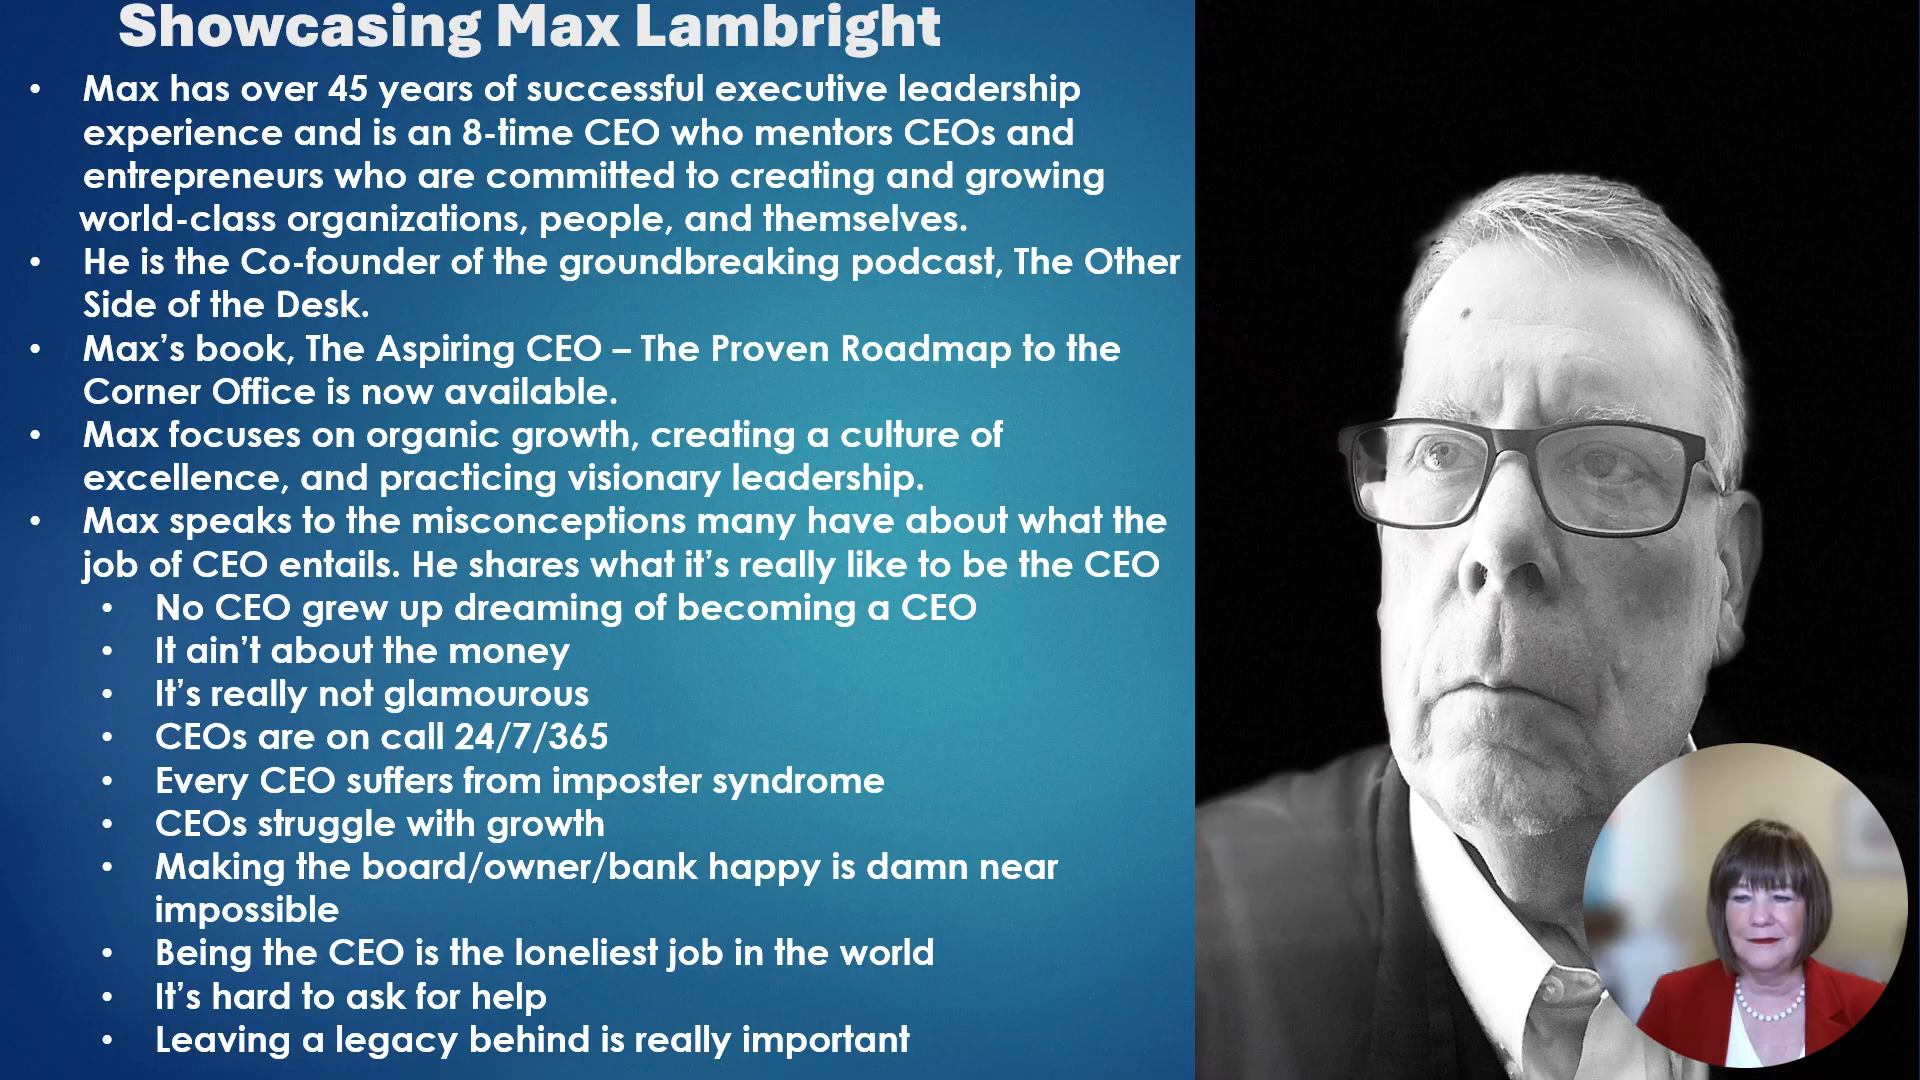 Showcasing Max Lambright
• Max has over 45 years of successful executive leadership
experience and is an 8-time CEO who mentors CEOs and
entrepreneurs who are committed to creating and growing
world-class organizations, people, and themselves.
• He is the Co-founder of the groundbreaking podcast, The Other
Side of the Desk.
• Max’s book, The Aspiring CEO – The Proven Roadmap to the
Corner Office is now available.
• Max focuses on organic growth, creating a culture of
excellence, and practicing visionary leadership.
• Max speaks to the misconceptions many have about what the
job of CEO entails. He shares what it’s really like to be the CEO
• No CEO grew up dreaming of becoming a CEO
• It ain’t about the money
• It’s really not glamourous
• CEOs are on call 24/7/365
• Every CEO suffers from imposter syndrome
• CEOs struggle with growth
• Making the board/owner/bank happy is damn near
impossible
• Being the CEO is the loneliest job in the world
• It’s hard to ask for help
• Leaving a legacy behind is really important